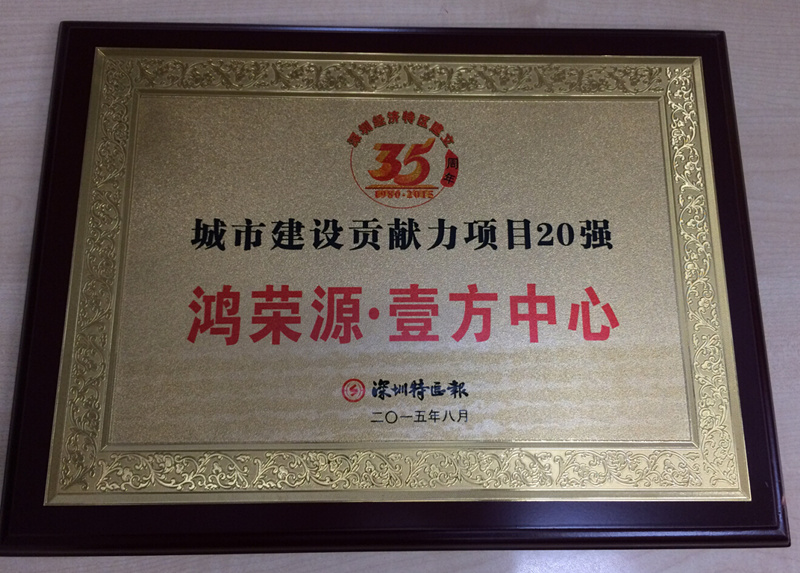 深圳经济特区建立
35
周年
1980-2015
城市建设贡献力项目20强
鸿荣源·壹方中心
深圳特区報
二〇一五年八月